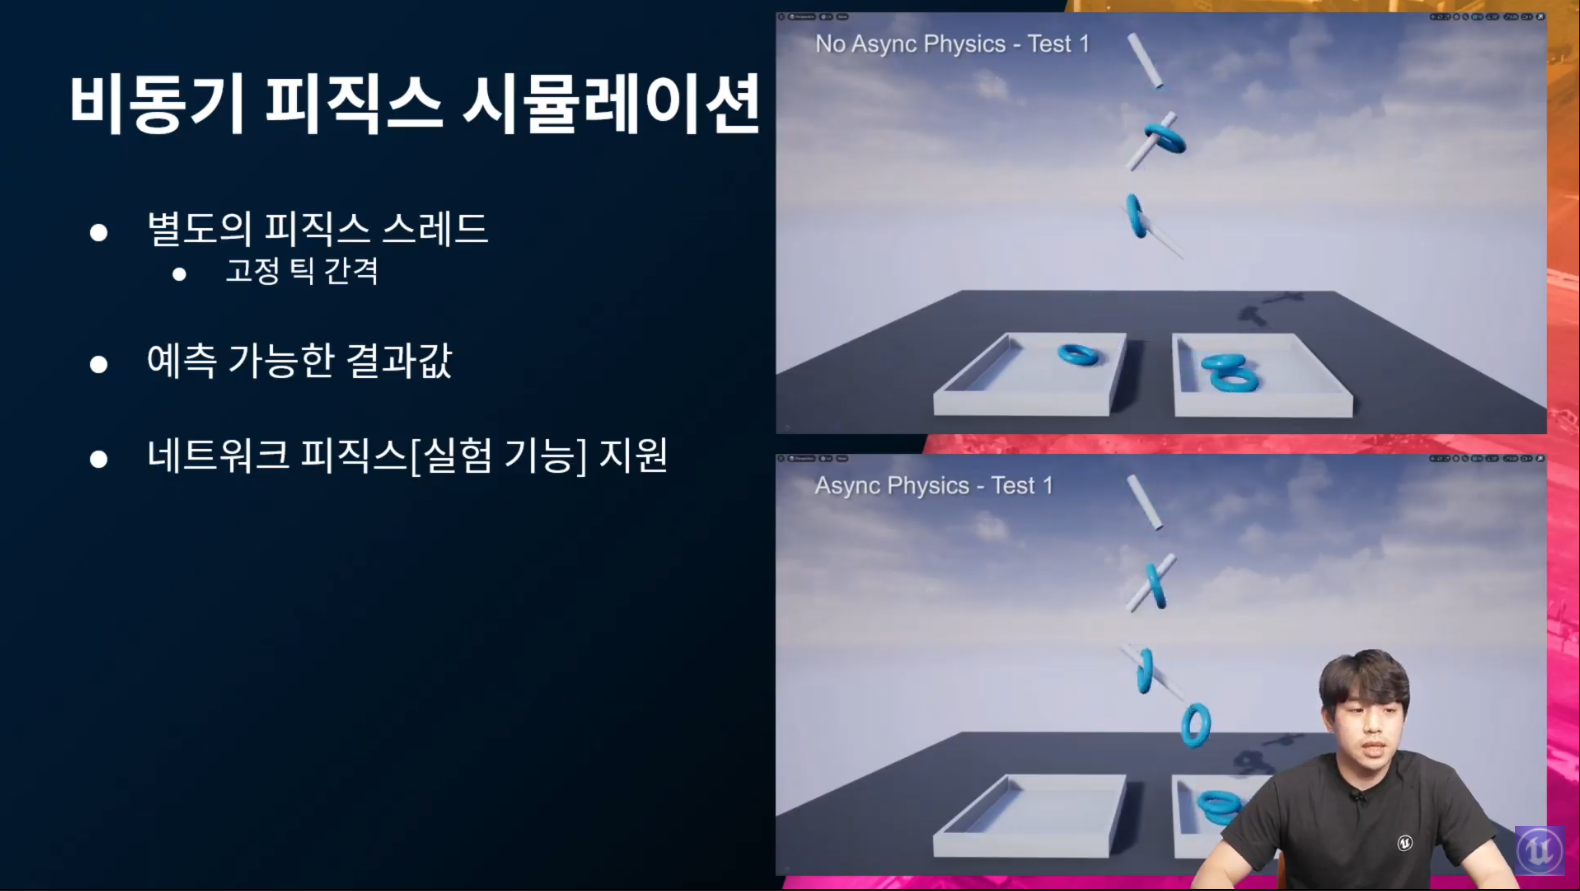 비동기 피직스 시뮬레이션
별도의 피직스 스레드
고정 틱 간격
예측 가능한 결과값
네트워크 피직스[실험 기능] 지원
No Async Physics - Test 1
Async Physics - Test 1